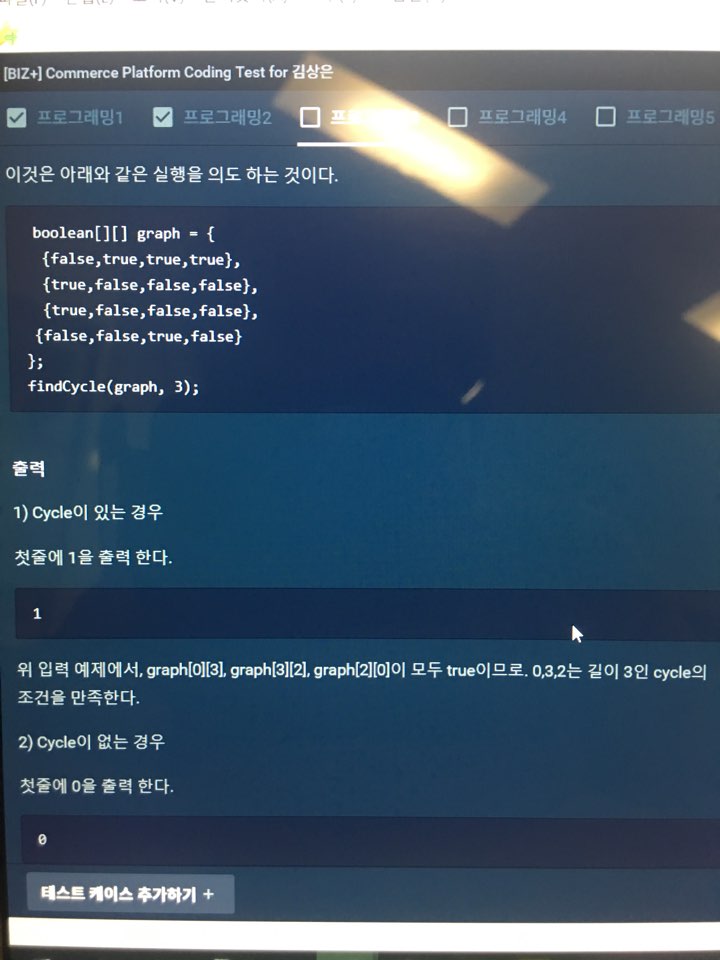 [BIZ+] Commerce Platform Coding Test for 김상은
프로그래밍1 프로그래밍2 프로그래밍4 프로그래밍5
이것은 아래와 같은 실행을 의도 하는 것이다.
boolean[][] graph = {
{false,true,true,true},
{true,false,false,false},
{true,false,false,false},
{false,false,true,false}
};
findCycle(graph, 3);
출력
1) Cycle이 있는 경우
첫줄에 1을 출력 한다.
1
위 입력 예제에서, graph[0][3], graph[3][2], graph[2][0]이 모두 true이므로. 0,3,2는 길이 3인 cycle의
조건을 만족한다.
2) Cycle이 없는 경우
첫줄에 0을 출력 한다.
0
테스트 케이스 추가하기 +